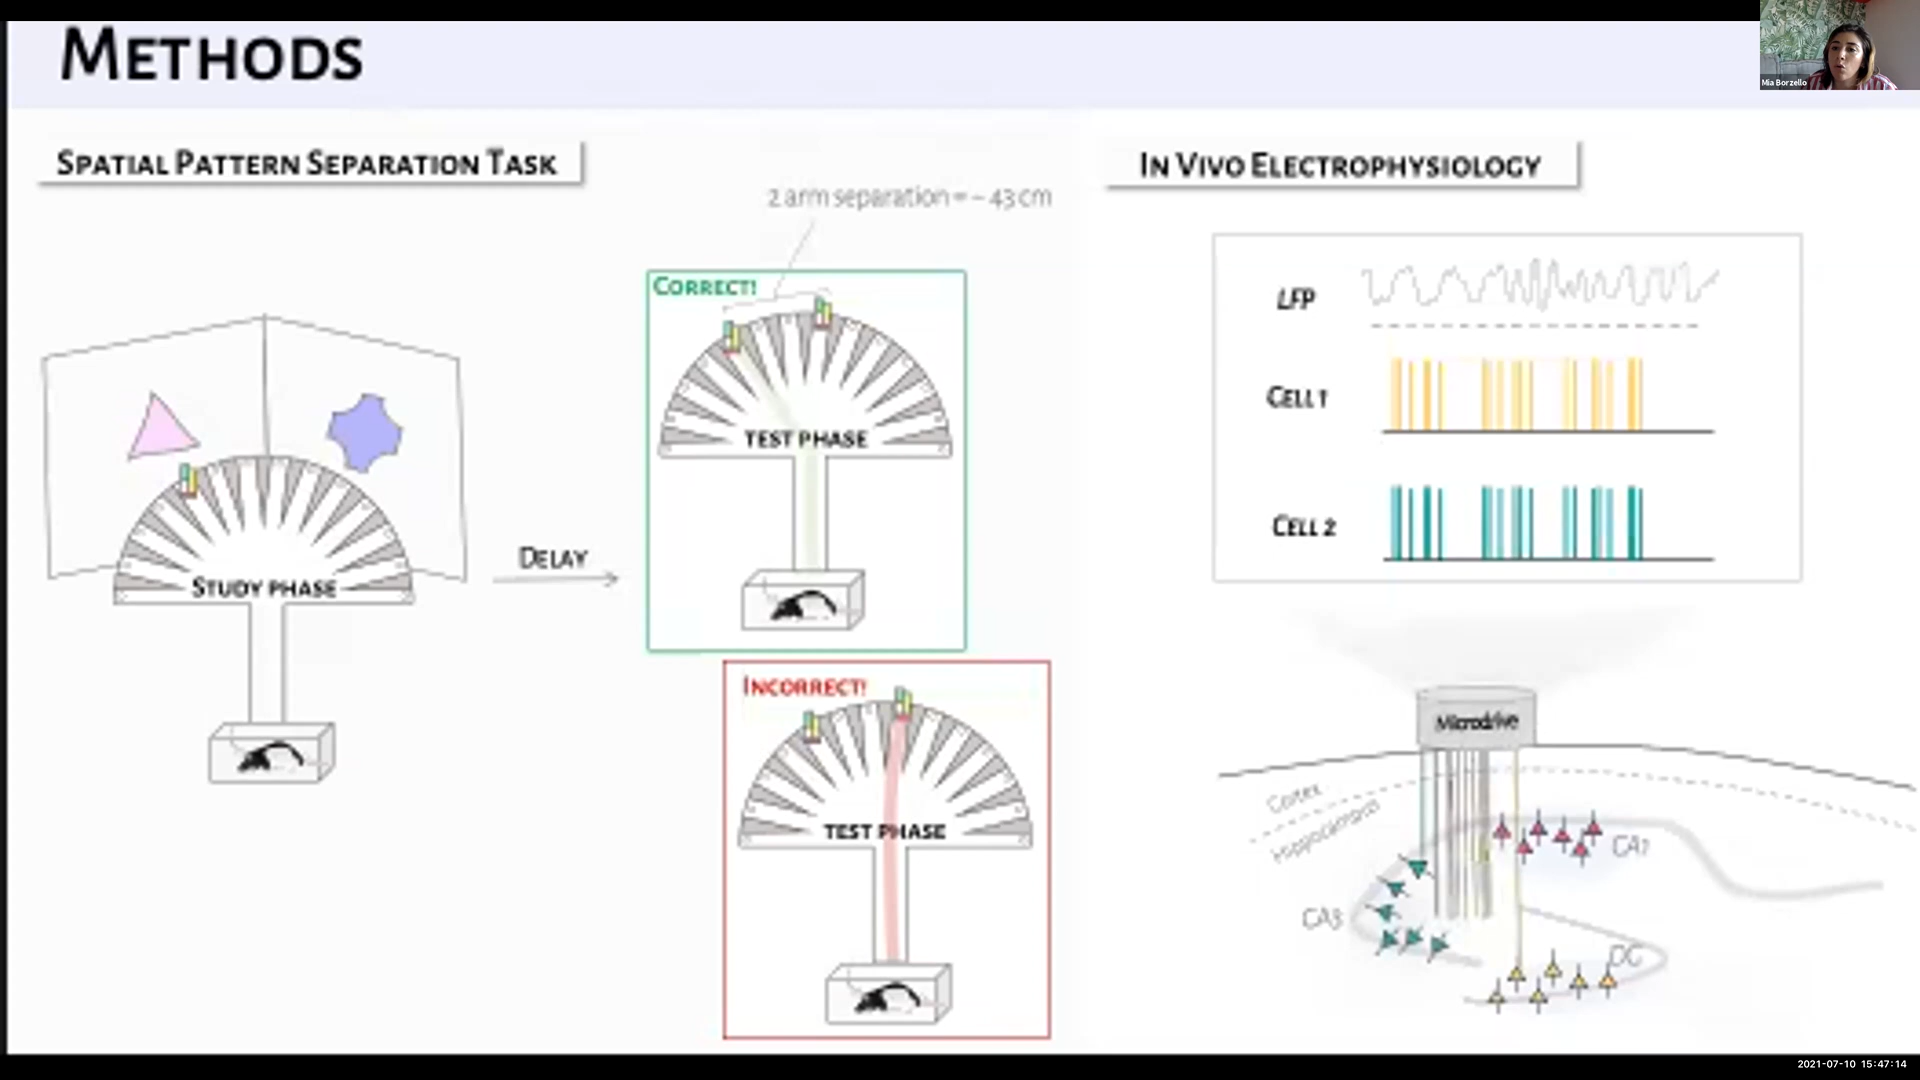 METHODS
Mia Borzello
SPATIAL PATTERN SEPARATION TASK
2 arm separation = ~ 43 cm
CORRECT!
TEST PHASE
STUDY PHASE
DELAY
INCORRECT!
TEST PHASE
IN VIVO ELECTROPHYSIOLOGY
LFP
CELL 1
CELL 2
Microdrive
Cortex
Hippocampus
CA1
CA3
DG
2021-07-10 15:47:14